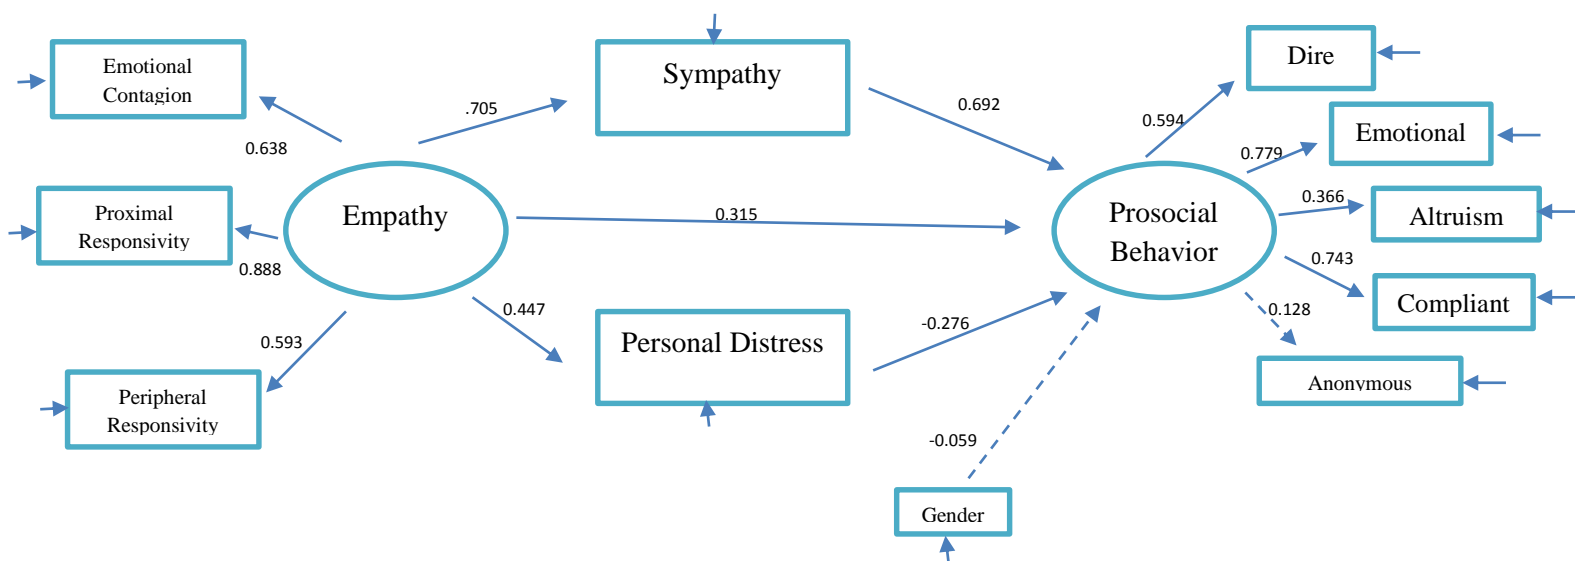 Emotional
Contagion
0.638
Proximal
Responsivity
0.888
Peripheral
Responsivity
0.593
Empathy
.705
Sympathy
0.692
0.315
0.447
Personal Distress
-0.276
-0.059
Gender
Prosocial
Behavior
0.594
Dire
0.779
Emotional
0.366
Altruism
0.743
Compliant
0.128
Anonymous